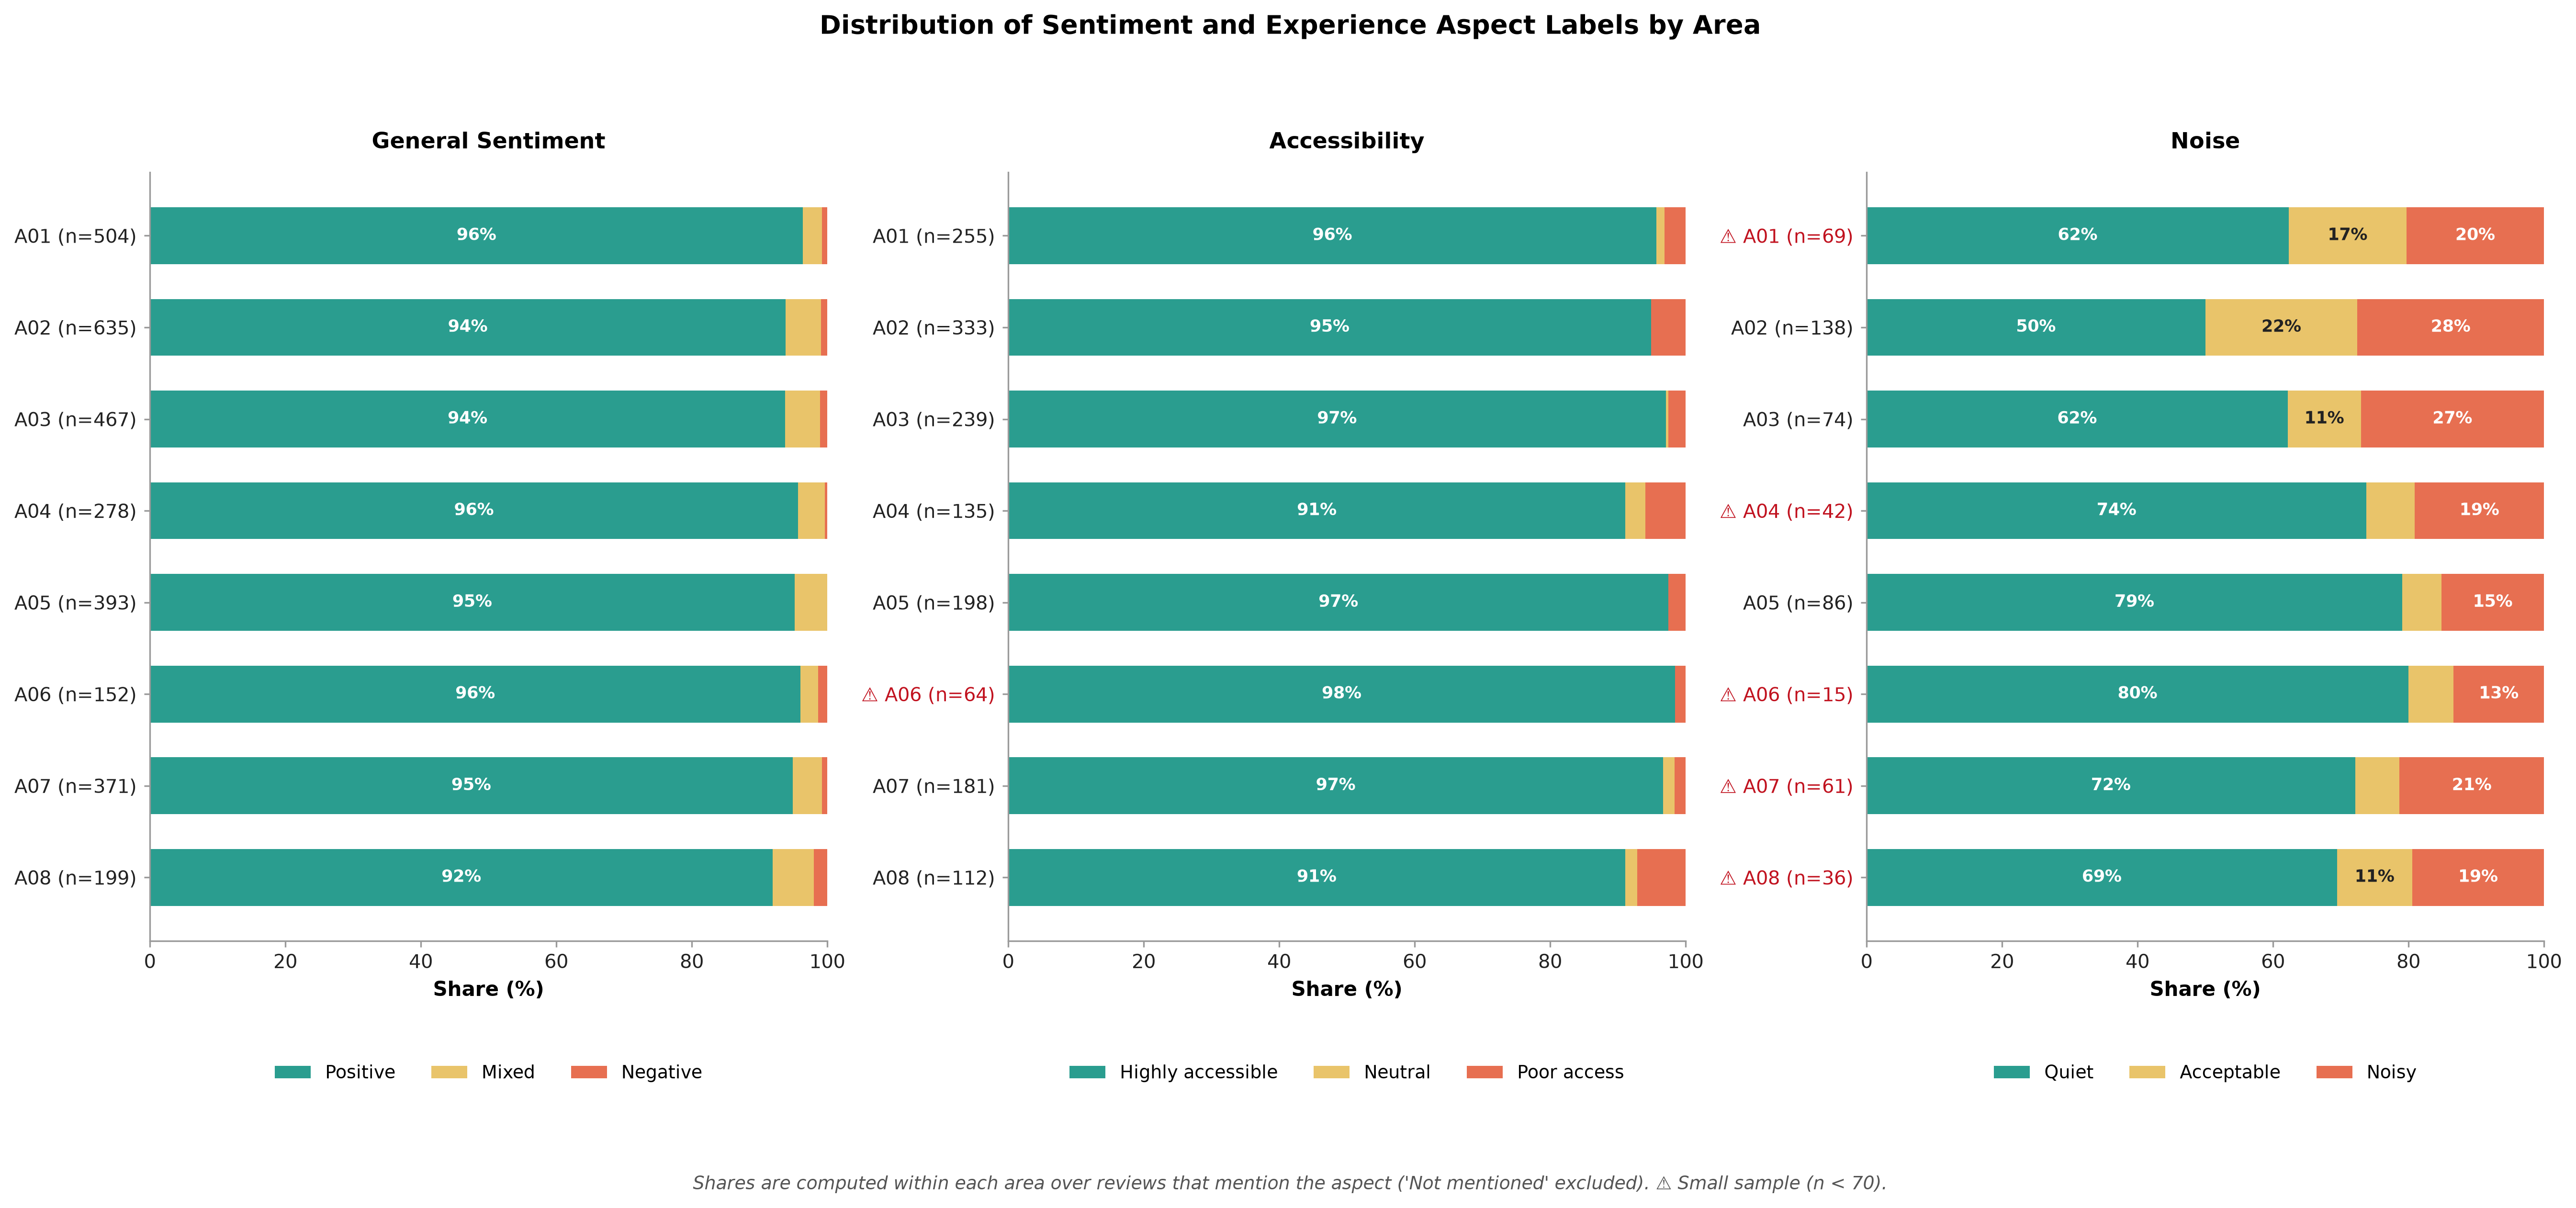 Distribution of Sentiment and Experience Aspect Labels by Area
General Sentiment
A01 (n=504)
96%
A02 (n=635)
94%
A03 (n=467)
94%
A04 (n=278)
96%
A05 (n=393)
95%
A06 (n=152)
96%
A07 (n=371)
95%
A08 (n=199)
92%
0 20 40 60 80 100
Share (%)
Positive Mixed Negative
Accessibility
A01 (n=255)
96%
A02 (n=333)
95%
A03 (n=239)
97%
A04 (n=135)
91%
A05 (n=198)
97%
⚠ A06 (n=64)
98%
A07 (n=181)
97%
A08 (n=112)
91%
0 20 40 60 80 100
Share (%)
Highly accessible Neutral Poor access
Noise
⚠ A01 (n=69)
62% 17% 20%
A02 (n=138)
50% 22% 28%
A03 (n=74)
62% 11% 27%
⚠ A04 (n=42)
74% 19%
A05 (n=86)
79% 15%
⚠ A06 (n=15)
80% 13%
⚠ A07 (n=61)
72% 21%
⚠ A08 (n=36)
69% 11% 19%
0 20 40 60 80 100
Share (%)
Quiet Acceptable Noisy
Shares are computed within each area over reviews that mention the aspect ('Not mentioned' excluded). ⚠ Small sample (n < 70).